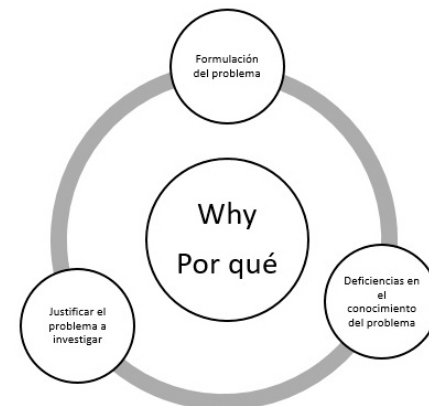 Formulación
del problema
Why
Por qué
Deficiencias en
el
conocimiento
del problema
Justificar el
problema a
investigar